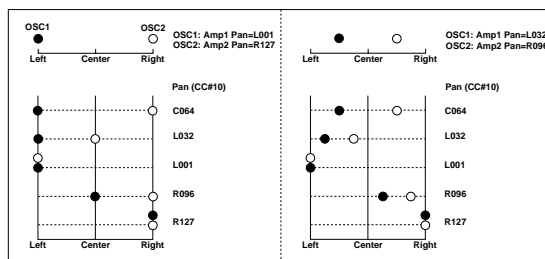 OSC1 OSC2
OSC1: Amp1 Pan=L001
OSC2: Amp2 Pan=R127
Left Center Right
Pan (CC#10)
C064
L032
L001
R096
R127
Left Center Right
OSC1: Amp1 Pan=L032
OSC2: Amp2 Pan=R096
Left Center Right
Pan (CC#10)
C064
L032
L001
R096
R127
Left Center Right